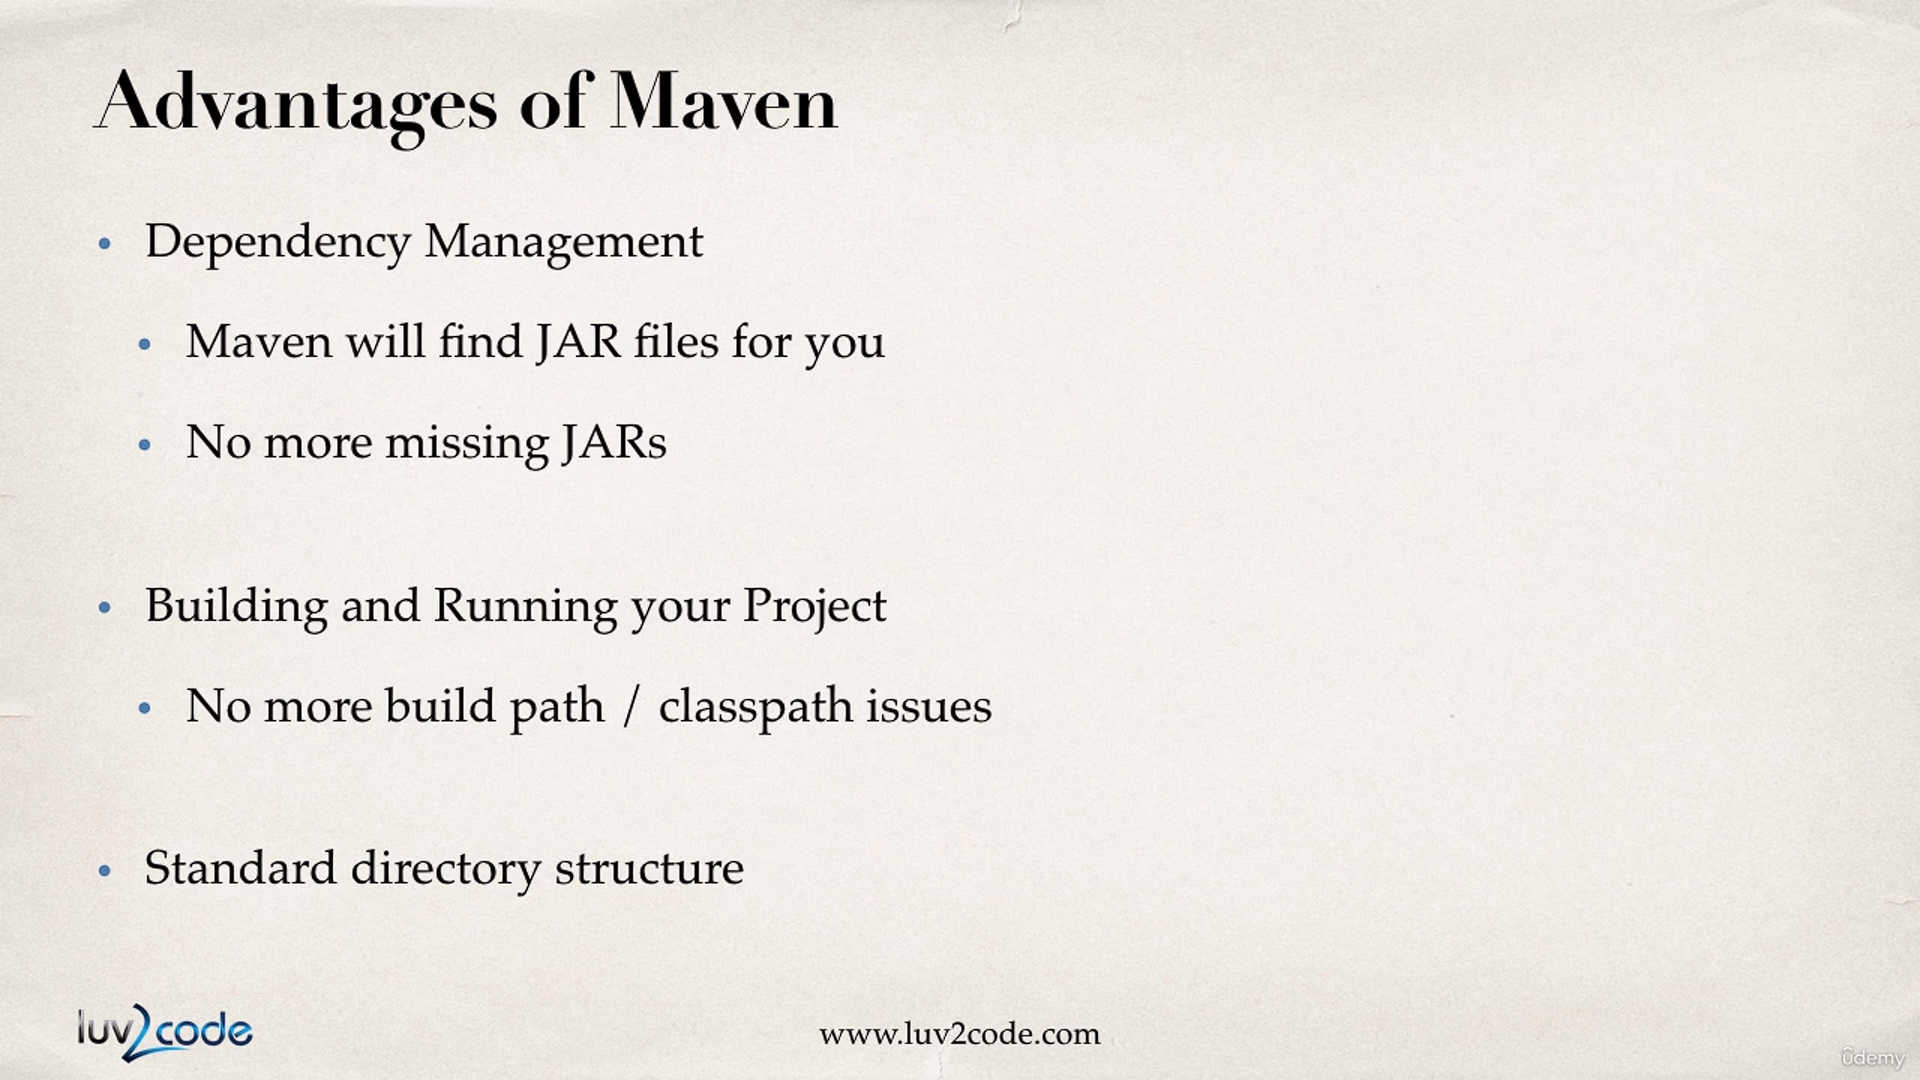 Advantages of Maven
• Dependency Management
• Maven will find JAR files for you
• No more missing JARs
• Building and Running your Project
• No more build path / classpath issues
• Standard directory structure
luv2code
www.luv2code.com
ûdemy